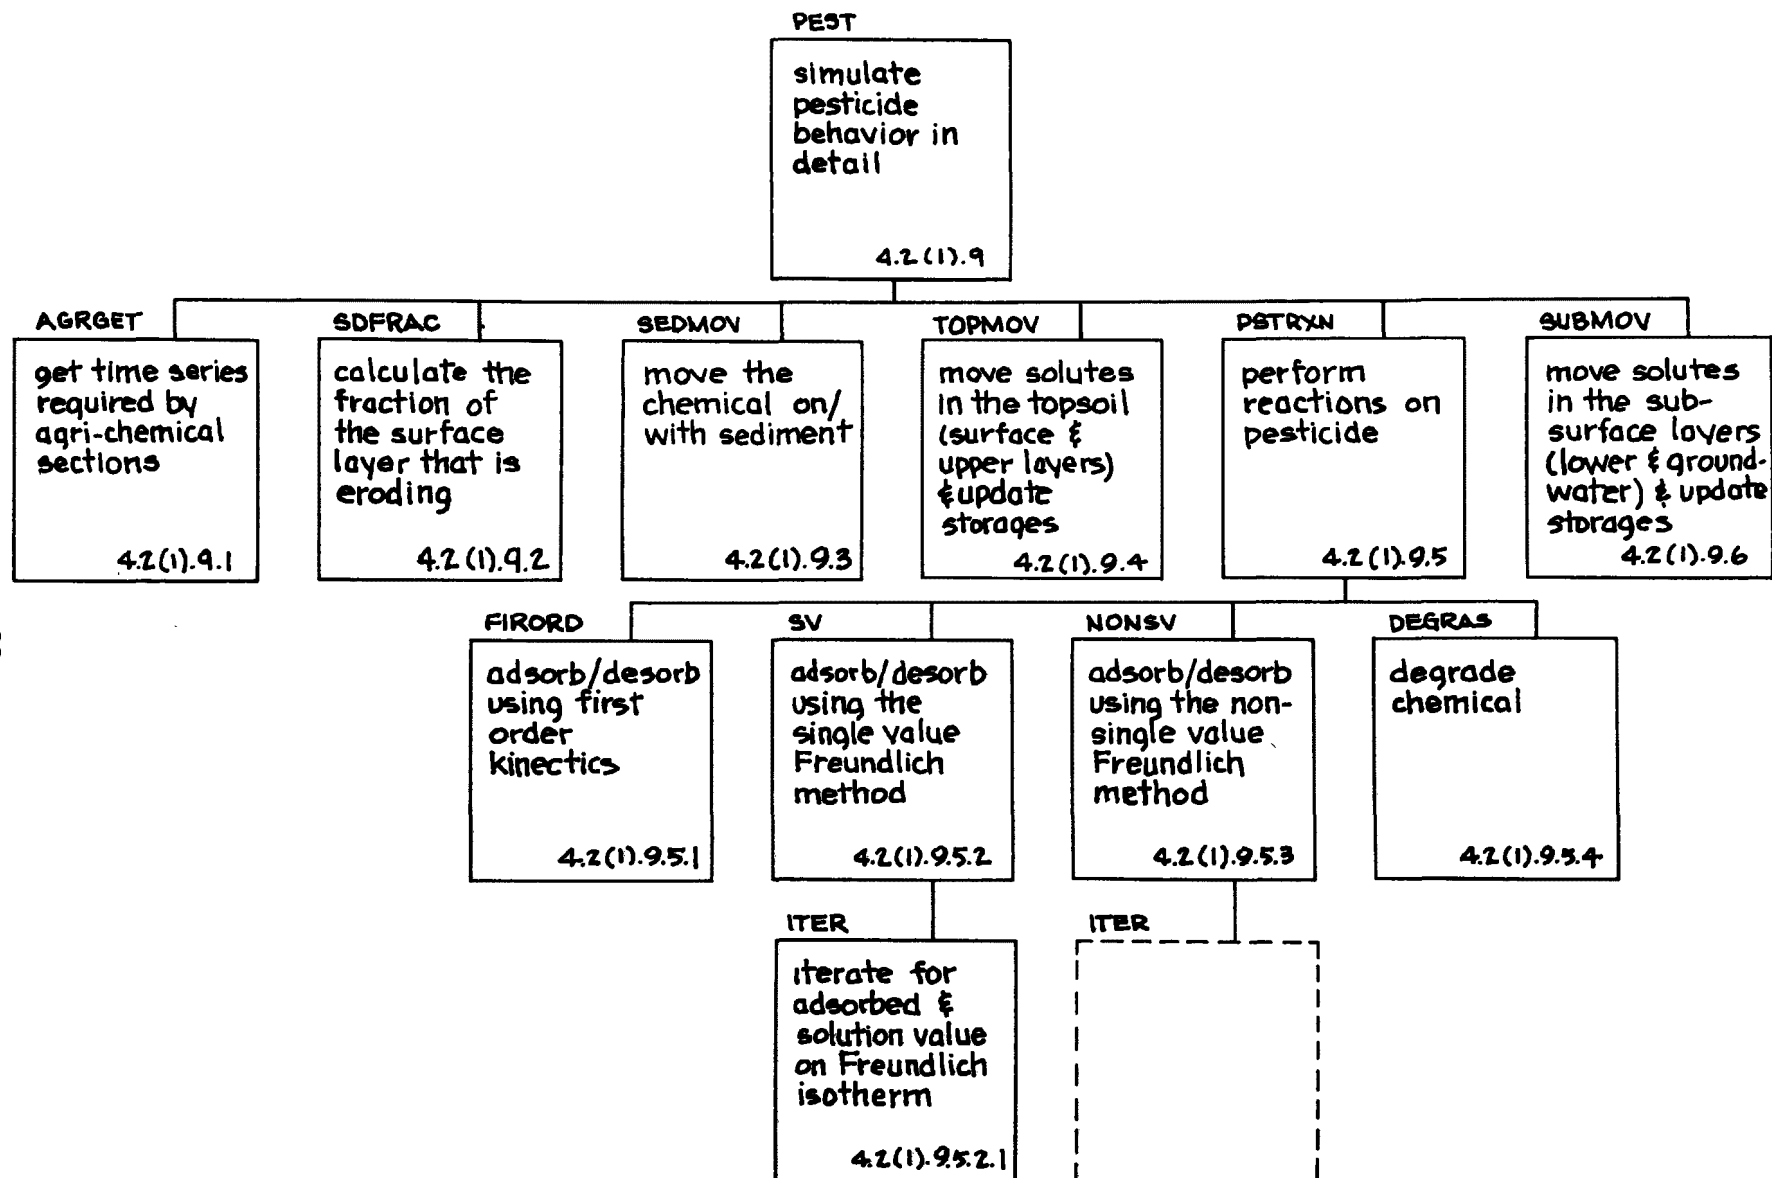 PEST
simulate
pesticide
behavior in
detail
4.2(1).9
AGRGET
get time series
required by
agri-chemical
sections
4.2(1).9.1
SDFRAC
calculate the
fraction of
the surface
layer that is
eroding
4.2(1).9.2
SEDMOV
move the
chemical on/
with sediment
4.2(1).9.3
TOPMOV
move solutes
in the topsoil
(surface &
upper layers)
& update
storages
4.2(1).9.4
PSTRXN
perform
reactions on
pesticide
4.2(1).9.5
SUBMOV
move solutes
in the sub-
surface layers
(lower & ground-
water) & update
storages
4.2(1).9.6
FIRORD
adsorb/desorb
using first
order
kinectics
4.2(1).9.5.1
SV
adsorb/desorb
using the
single value
Freundlich
method
4.2(1).9.5.2
NONSV
adsorb/desorb
using the non-
single value
Freundlich
method
4.2(1).9.5.3
DEGRAS
degrade
chemical
4.2(1).9.5.4
ITER
iterate for
adsorbed &
solution value
on Freundlich
isotherm
4.2(1).9.5.2.1
ITER